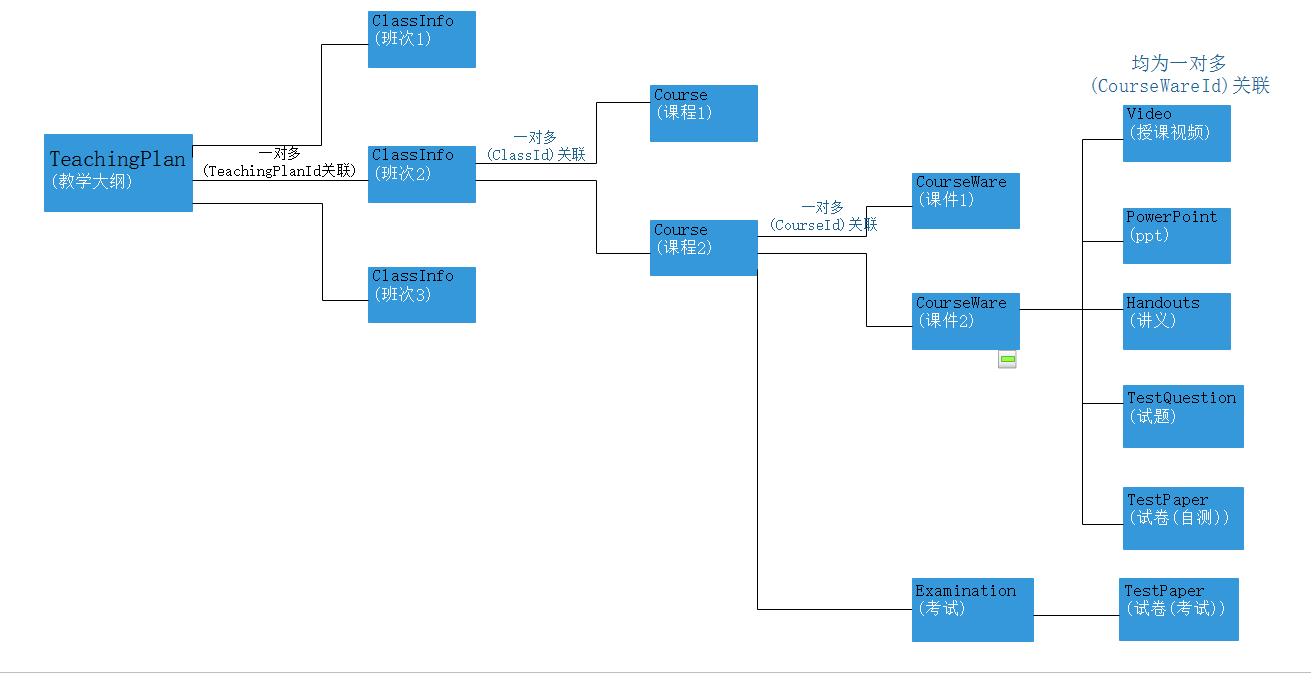 ClassInfo
(班次1)
均为一对多
(CourseWareId)关联
Course
(课程1)
Video
(授课视频)
一对多
(ClassId)关联
TeachingPlan
(教学大纲)
一对多
(TeachingPlanId关联)
ClassInfo
(班次2)
CourseWare
(课件1)
一对多
(CourseId)关联
PowerPoint
(ppt)
Course
(课程2)
ClassInfo
(班次3)
CourseWare
(课件2)
Handouts
(讲义)
TestQuestion
(试题)
TestPaper
(试卷(自测))
Examination
(考试)
TestPaper
(试卷(考试))